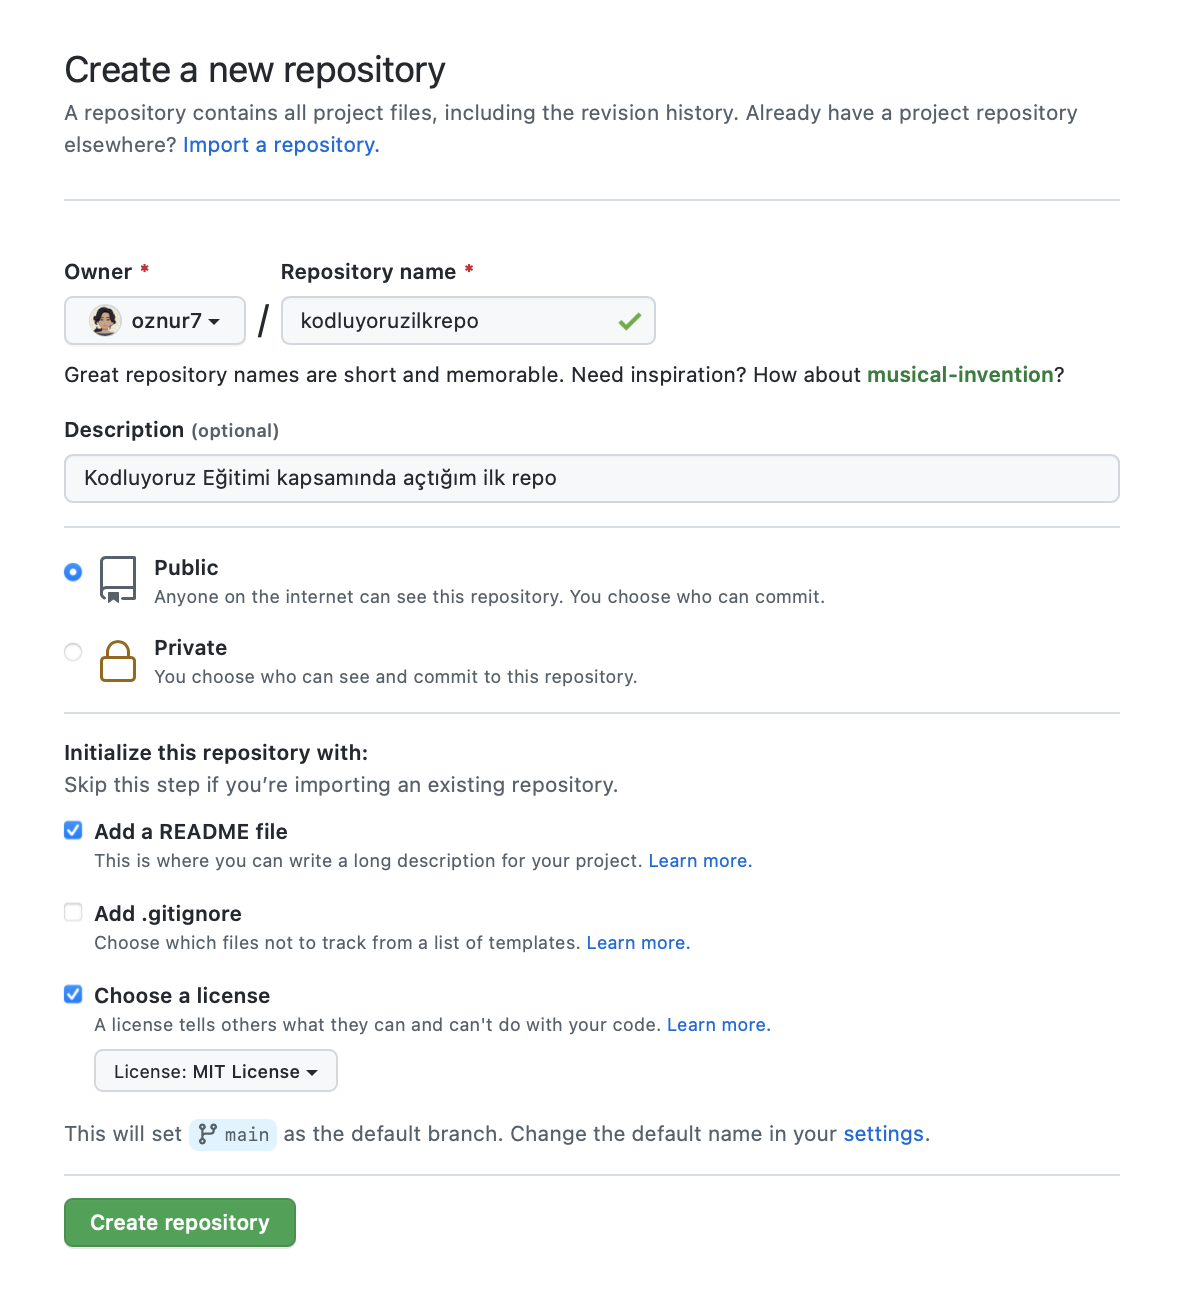 Create a new repository
A repository contains all project files, including the revision history. Already have a project repository
elsewhere? Import a repository.
Owner * Repository name *
oznur7 / kodluyoruzilkrepo
Great repository names are short and memorable. Need inspiration? How about musical-invention?
Description (optional)
Kodluyoruz Eğitimi kapsamında açtığım ilk repo
Public
Anyone on the internet can see this repository. You choose who can commit.
Private
You choose who can see and commit to this repository.
Initialize this repository with:
Skip this step if you’re importing an existing repository.
Add a README file
This is where you can write a long description for your project. Learn more.
Add .gitignore
Choose which files not to track from a list of templates. Learn more.
Choose a license
A license tells others what they can and can't do with your code. Learn more.
License: MIT License
This will set main as the default branch. Change the default name in your settings.
Create repository